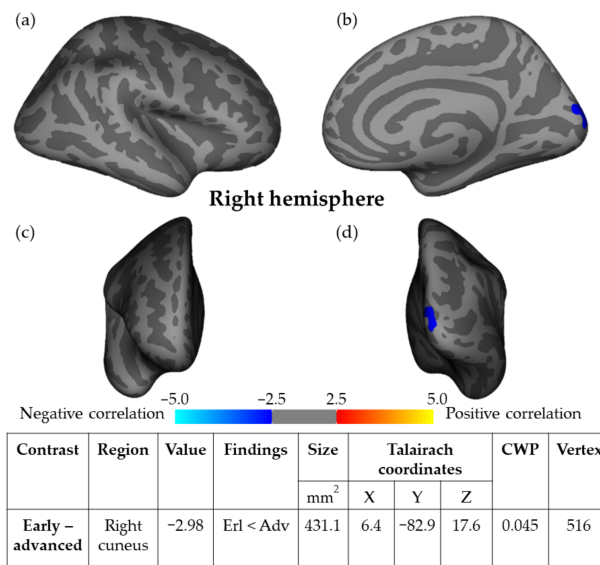 (a)
(b)
Right hemisphere
(c)
(d)
−5.0 −2.5 2.5 5.0
Negative correlation Positive correlation
Contrast Region Value Findings Size Talairach coordinates CWP Vertex
mm² X Y Z
Early – advanced Right cuneus −2.98 Erl < Adv 431.1 6.4 −82.9 17.6 0.045 516